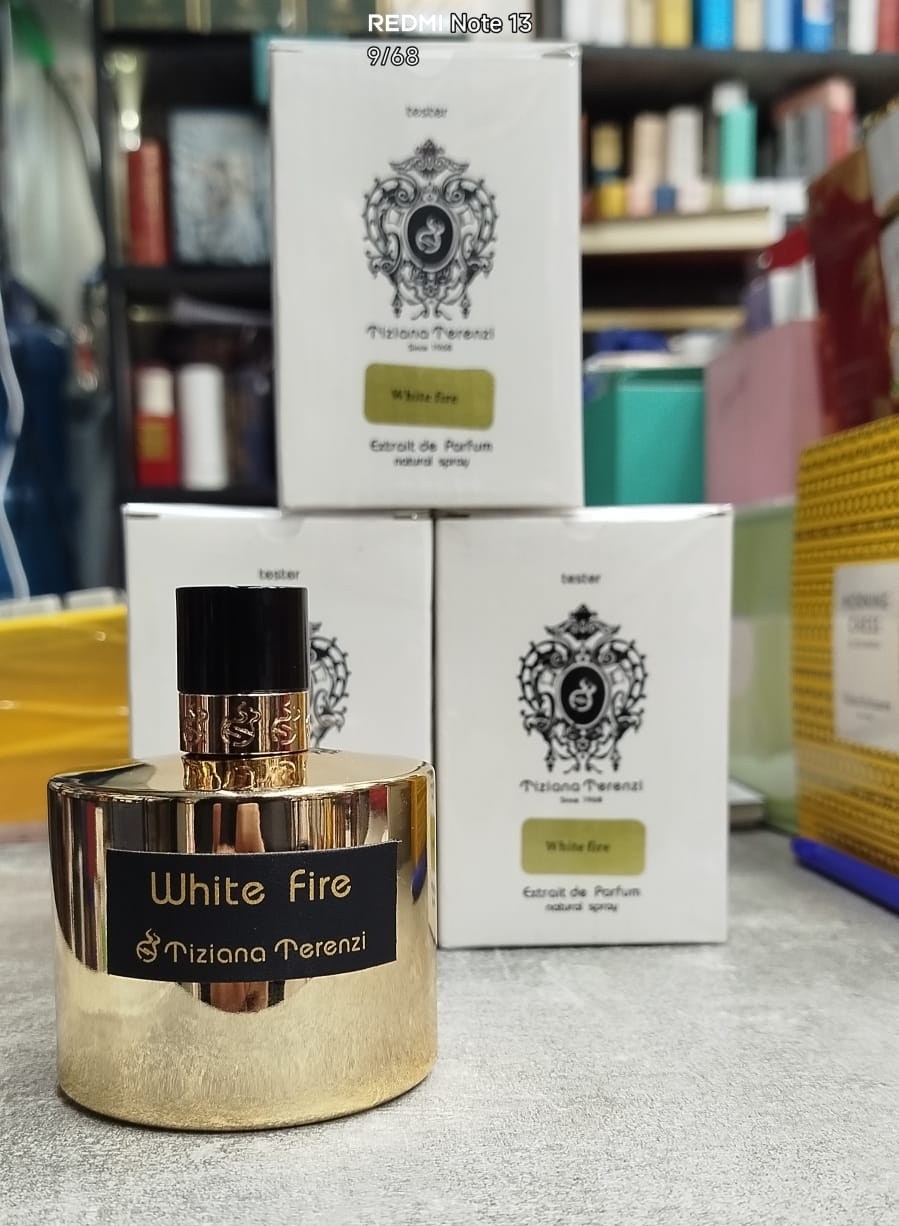 REDMI Note 13
9/68
tester
Tiziana Terenzi
Since 1968
White fire
Extrait de Parfum
natural spray
tester
tester
Tiziana Terenzi
Since 1968
White fire
Extrait de Parfum
natural spray
White fire
Tiziana Terenzi